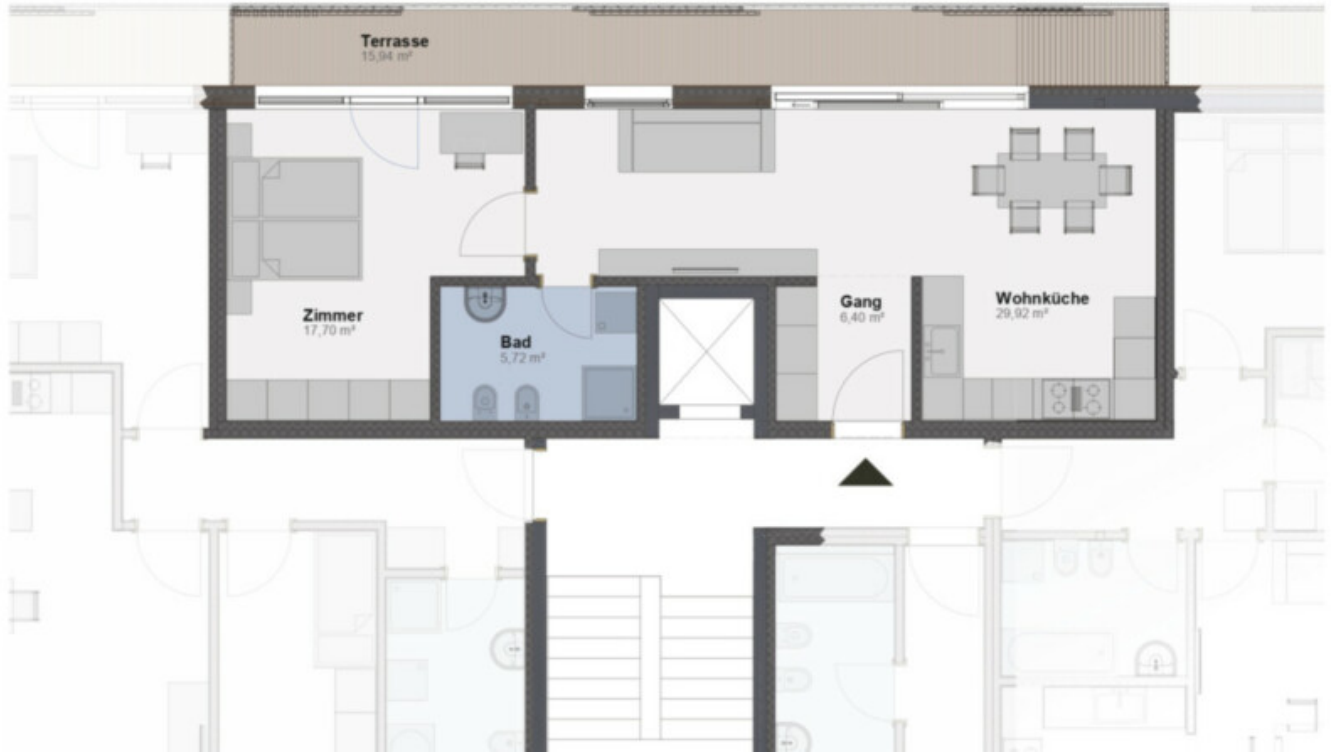 Terrasse
15,94 m²
Zimmer
17,70 m²
Bad
5,72 m²
Gang
6,40 m²
Wohnküche
29,92 m²